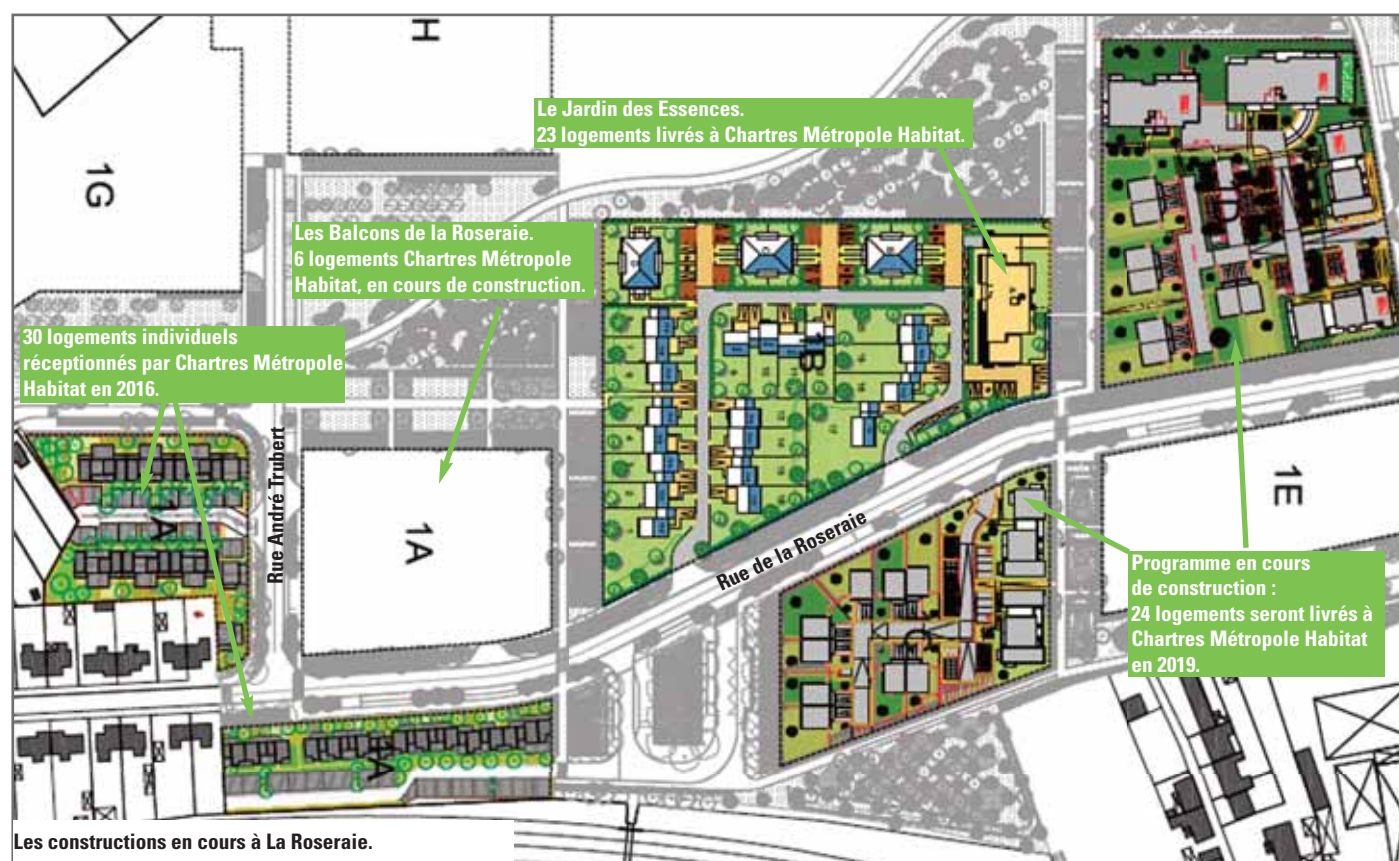 H
1G
Le Jardin des Essences.
23 logements livrés à Chartres Métropole Habitat.
Les Balcons de la Roseraie.
6 logements Chartres Métropole
Habitat, en cours de construction.
30 logements individuels
réceptionnés par Chartres Métropole
Habitat en 2016.
Rue André Trubert
1A
Rue de la Roseraie
1E
Programme en cours
de construction :
24 logements seront livrés à
Chartres Métropole Habitat
en 2019.
Les constructions en cours à La Roseraie.